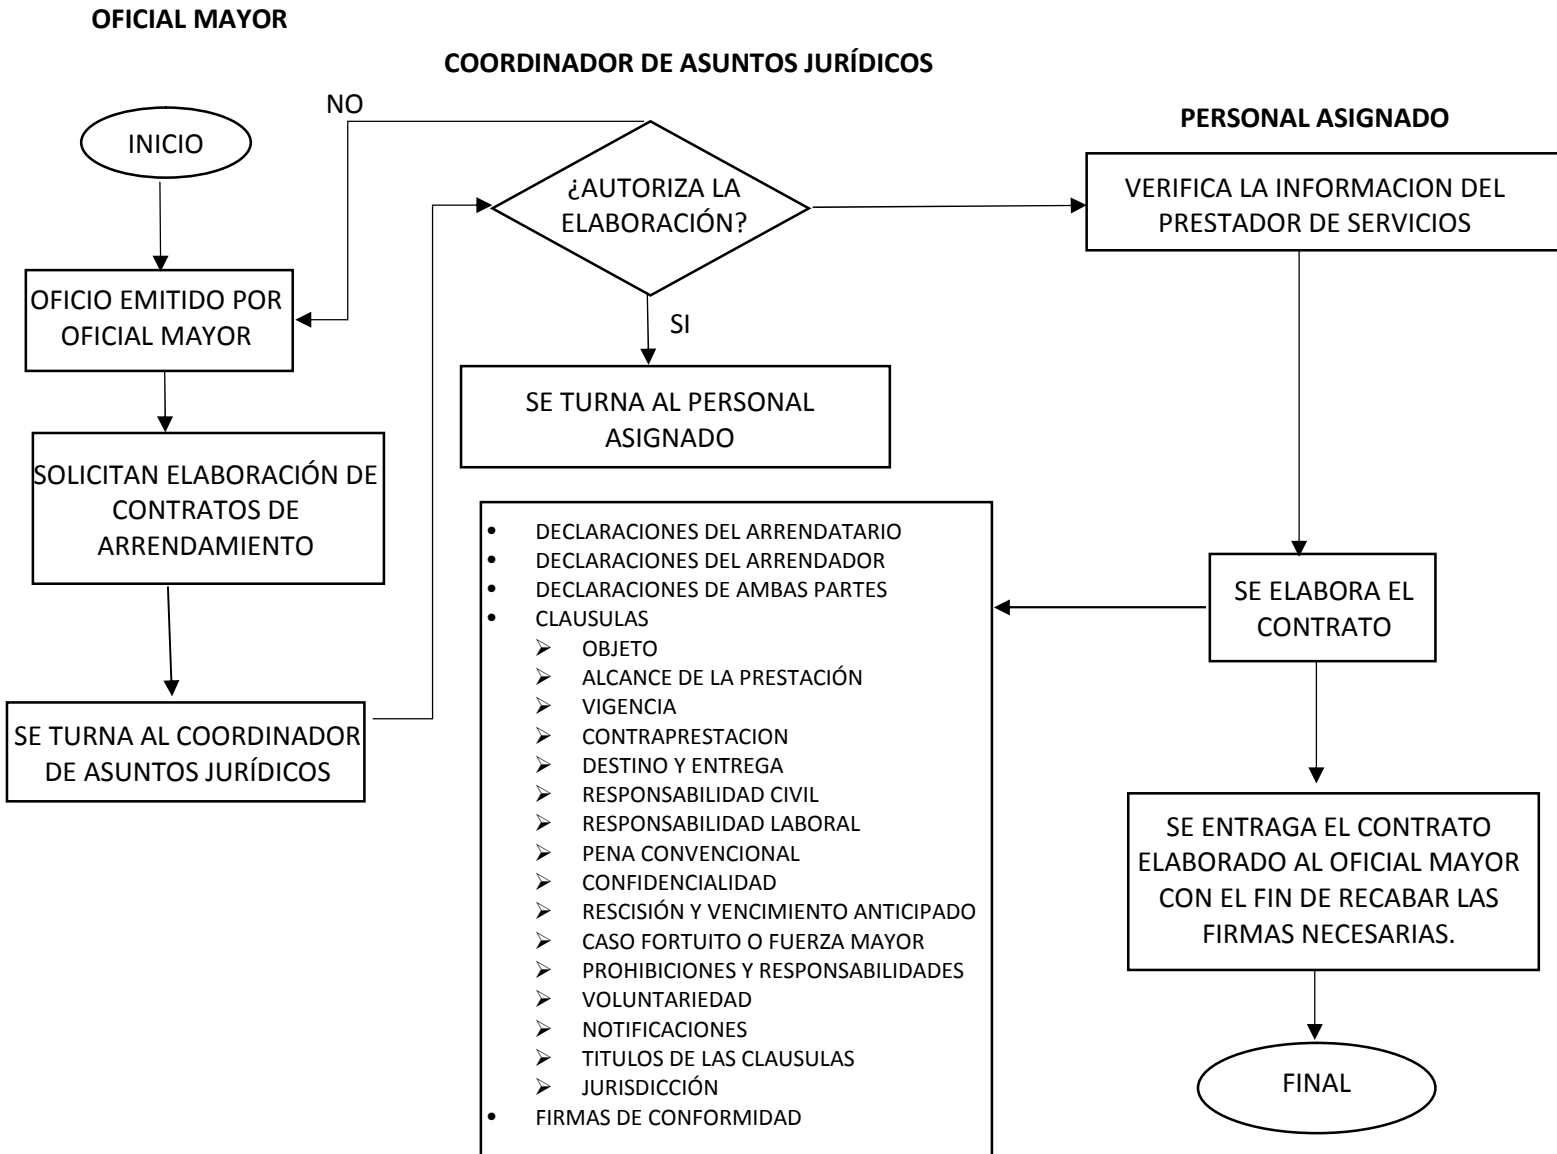 OFICIAL MAYOR
COORDINADOR DE ASUNTOS JURÍDICOS
PERSONAL ASIGNADO
INICIO
OFICIO EMITIDO POR
OFICIAL MAYOR
SOLICITAN ELABORACIÓN DE
CONTRATOS DE
ARRENDAMIENTO
SE TURNA AL COORDINADOR
DE ASUNTOS JURÍDICOS
NO
¿AUTORIZA LA
ELABORACIÓN?
SI
SE TURNA AL PERSONAL
ASIGNADO
VERIFICA LA INFORMACION DEL
PRESTADOR DE SERVICIOS
SE ELABORA EL
CONTRATO
• DECLARACIONES DEL ARRENDATARIO
• DECLARACIONES DEL ARRENDADOR
• DECLARACIONES DE AMBAS PARTES
• CLAUSULAS
➢ OBJETO
➢ ALCANCE DE LA PRESTACIÓN
➢ VIGENCIA
➢ CONTRAPRESTACION
➢ DESTINO Y ENTREGA
➢ RESPONSABILIDAD CIVIL
➢ RESPONSABILIDAD LABORAL
➢ PENA CONVENCIONAL
➢ CONFIDENCIALIDAD
➢ RESCISIÓN Y VENCIMIENTO ANTICIPADO
➢ CASO FORTUITO O FUERZA MAYOR
➢ PROHIBICIONES Y RESPONSABILIDADES
➢ VOLUNTARIEDAD
➢ NOTIFICACIONES
➢ TITULOS DE LAS CLAUSULAS
➢ JURISDICCIÓN
• FIRMAS DE CONFORMIDAD
SE ENTRAGA EL CONTRATO
ELABORADO AL OFICIAL MAYOR
CON EL FIN DE RECABAR LAS
FIRMAS NECESARIAS.
FINAL